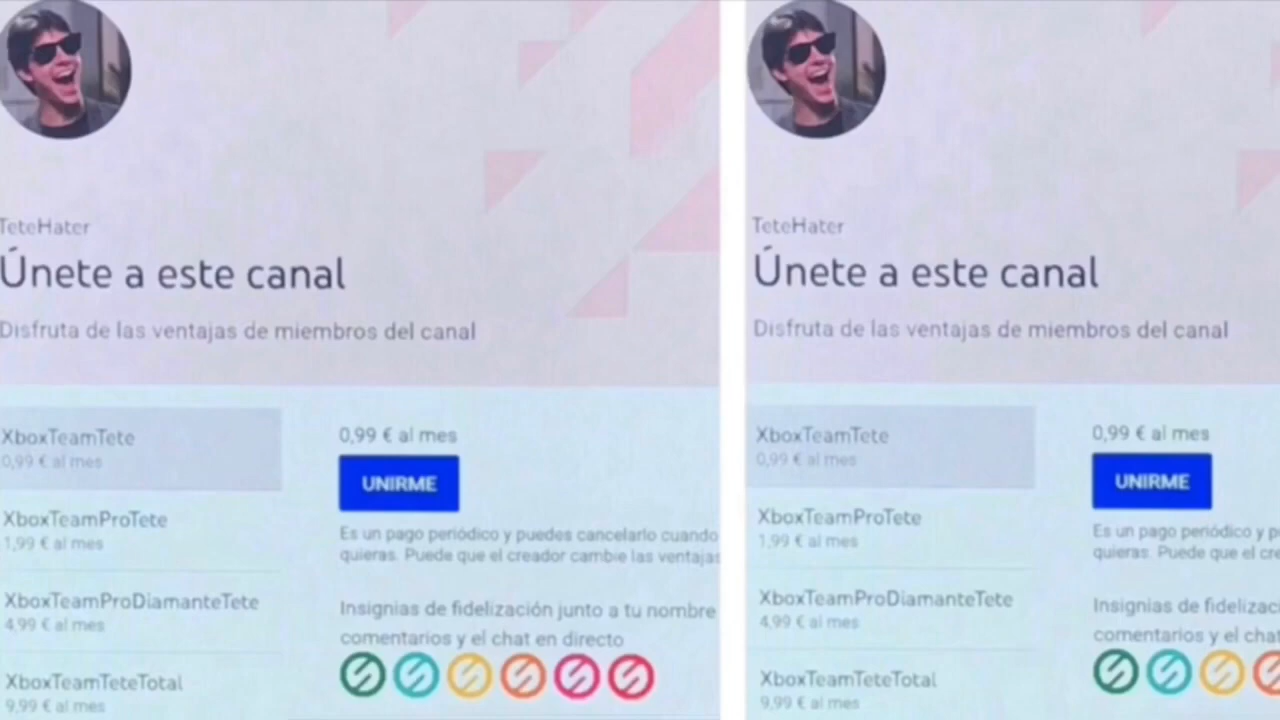 TeteHater
Únete a este canal
Disfruta de las ventajas de miembros del canal
XboxTeamTete
0,99 € al mes
XboxTeamProTete
1,99 € al mes
XboxTeamProDiamanteTete
4,99 € al mes
XboxTeamTeteTotal
9,99 € al mes
0,99 € al mes
UNIRME
Es un pago periódico y puedes cancelarlo cuando
quieras. Puede que el creador cambie las ventajas
Insignias de fidelización junto a tu nombre
comentarios y el chat en directo
TeteHater
Únete a este canal
Disfruta de las ventajas de miembros del canal
XboxTeamTete
0,99 € al mes
XboxTeamProTete
1,99 € al mes
XboxTeamProDiamanteTete
4,99 € al mes
XboxTeamTeteTotal
9,99 € al mes
0,99 € al mes
UNIRME
Es un pago periódico y p
quieras. Puede que el cre
Insignias de fidelizac
comentarios y el chat